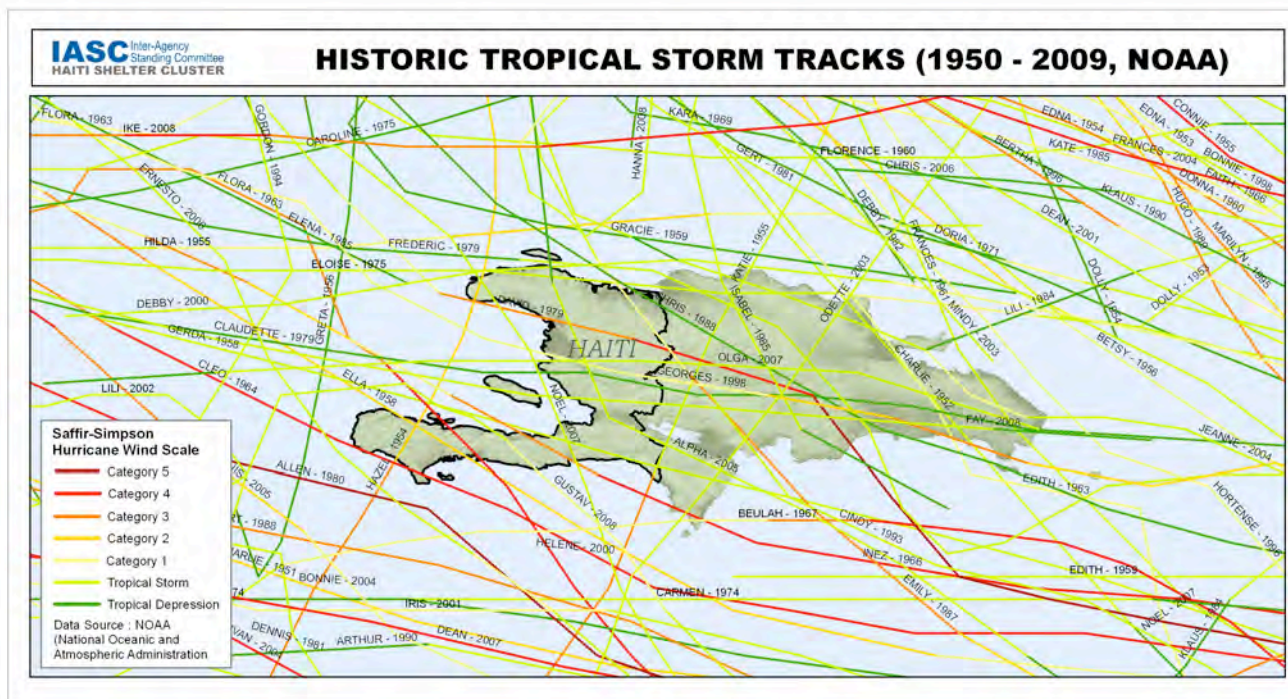 IASC Inter-Agency
Standing Committee
HAITI SHELTER CLUSTER
HISTORIC TROPICAL STORM TRACKS (1950 - 2009, NOAA)
FLORA - 1963
IKE - 2008
GORDON - 1994
CAROLINE - 1975
HANNA - 2008
KARA - 1969
GERT - 1981
FLORENCE - 1960
CHRIS - 2006
BERTHA - 1996
EDNA - 1954
KATE - 1985
EDNA - 1953
FRANCES - 2004
CONNIE - 1955
BONNIE - 1998
FAITH - 1966
DONNA - 1960
HUGO - 1989
MARILYN - 1995
KLAUS - 1990
DEAN - 2001
ERNESTO - 2006
FLORA - 1963
ELENA - 1985
HILDA - 1955
FREDERIC - 1979
ELOISE - 1975
GRACIE - 1959
KATIE - 1955
ISABEL - 1985
ODETTE - 2003
DEBBY - 1982
FRANCES - 1961
DORIA - 1971
MINDY - 2003
LILI - 1984
DOLLY - 1954
DOLLY - 1953
BETSY - 1956
DEBBY - 2000
GRETA - 1956
CLAUDETTE - 1979
GERDA - 1958
CLEO - 1964
ELLA - 1958
LILI - 2002
DAVID - 1979
HAITI
CHRIS - 1988
OLGA - 2007
GEORGES - 1998
CHARLIE - 1952
FAY - 2008
JEANNE - 2004
EDITH - 1963
HORTENSE - 1996
NOEL - 2007
ALPHA - 2005
HAZEL - 1954
ALLEN - 1980
GUSTAV - 2008
HELENE - 2000
BEULAH - 1967
CINDY - 1993
INEZ - 1966
EMILY - 1987
EDITH - 1959
CARMEN - 1974
NOEL - 2007
KLAUS - 1984
BONNIE - 2004
IRIS - 2001
DENNIS - 1981
ARTHUR - 1990
DEAN - 2007
Saffir-Simpson
Hurricane Wind Scale
Category 5
Category 4
Category 3
Category 2
Category 1
Tropical Storm
Tropical Depression
Data Source : NOAA
(National Oceanic and
Atmospheric Administration